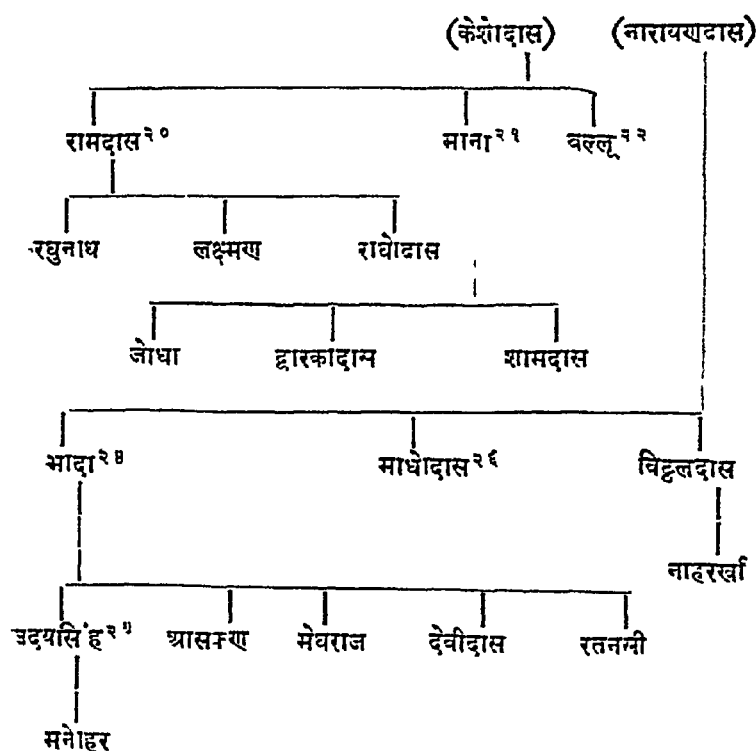 (केशोदास) (नारायणदास)
रामदास२० माना२१ वल्लू२२
रघुनाथ लक्ष्मण राघोदास
जोधा द्वारकादास शामदास
भादा२४ माधोदास२६ विट्ठलदास
नाहरखाँ
उदयसिंह२५ आसकरण मेघराज देवीदास रतनसी
मनोहर